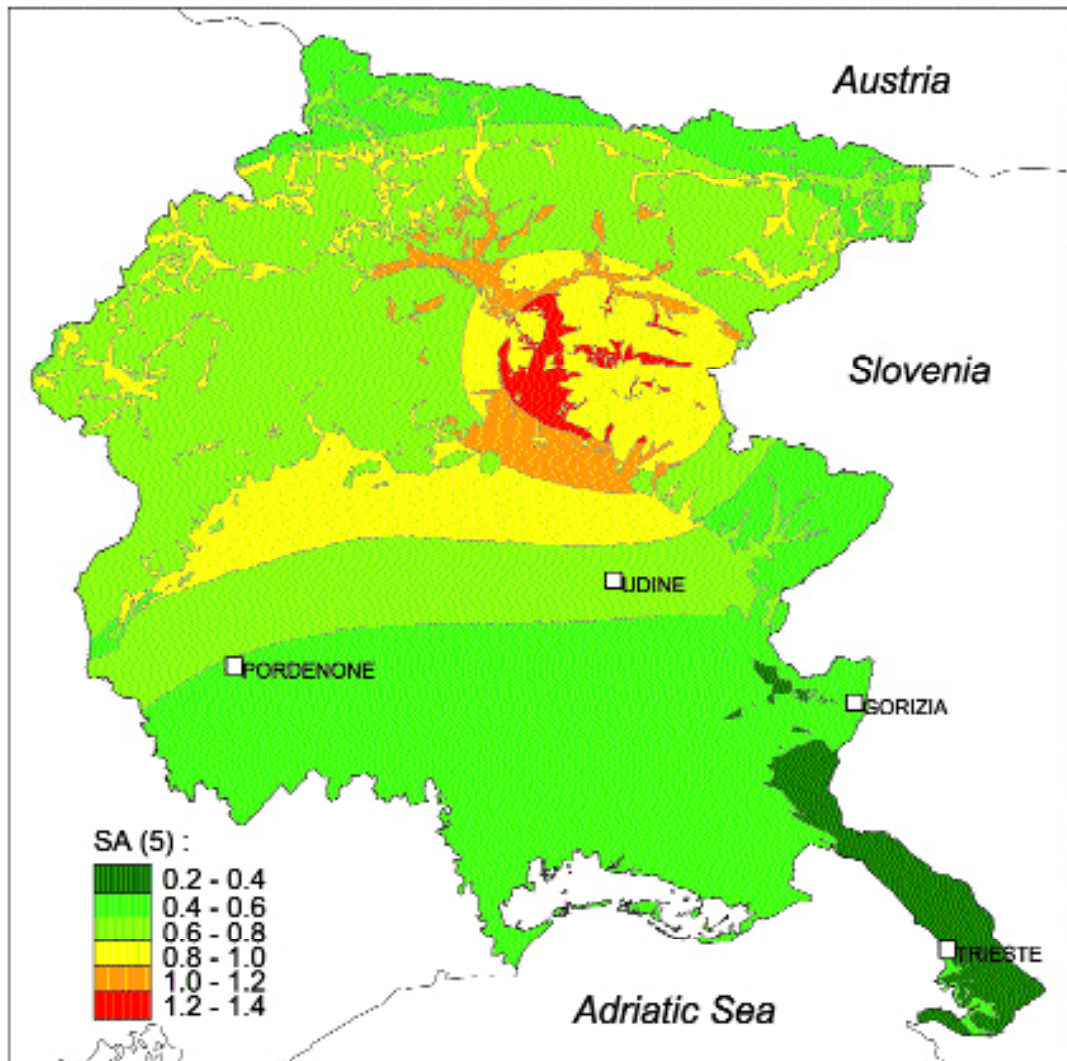 Austria
Slovenia
UDINE
PORDENONE
GORIZIA
SA (5) :
0.2 - 0.4
0.4 - 0.6
0.6 - 0.8
0.8 - 1.0
1.0 - 1.2
1.2 - 1.4
TRIESTE
Adriatic Sea